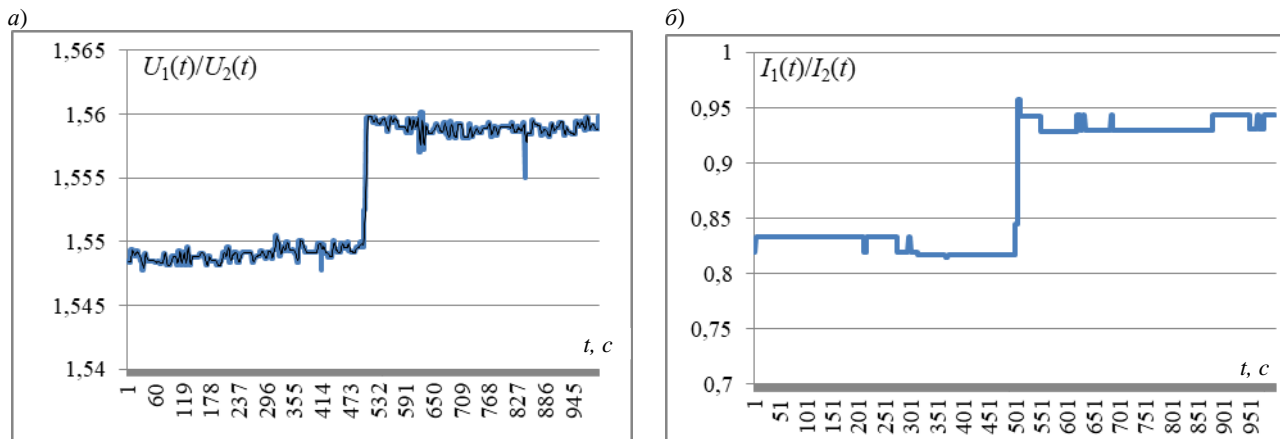 а)
1,565
U₁(t)/U₂(t)
1,56
1,555
1,55
1,545
1,54
t, c
1 60 119 178 237 296 355 414 473 532 591 650 709 768 827 886 945
б)
1
I₁(t)/I₂(t)
0,95
0,9
0,85
0,8
0,75
0,7
t, c
1 51 101 151 201 251 301 351 401 451 501 551 601 651 701 751 801 851 901 951